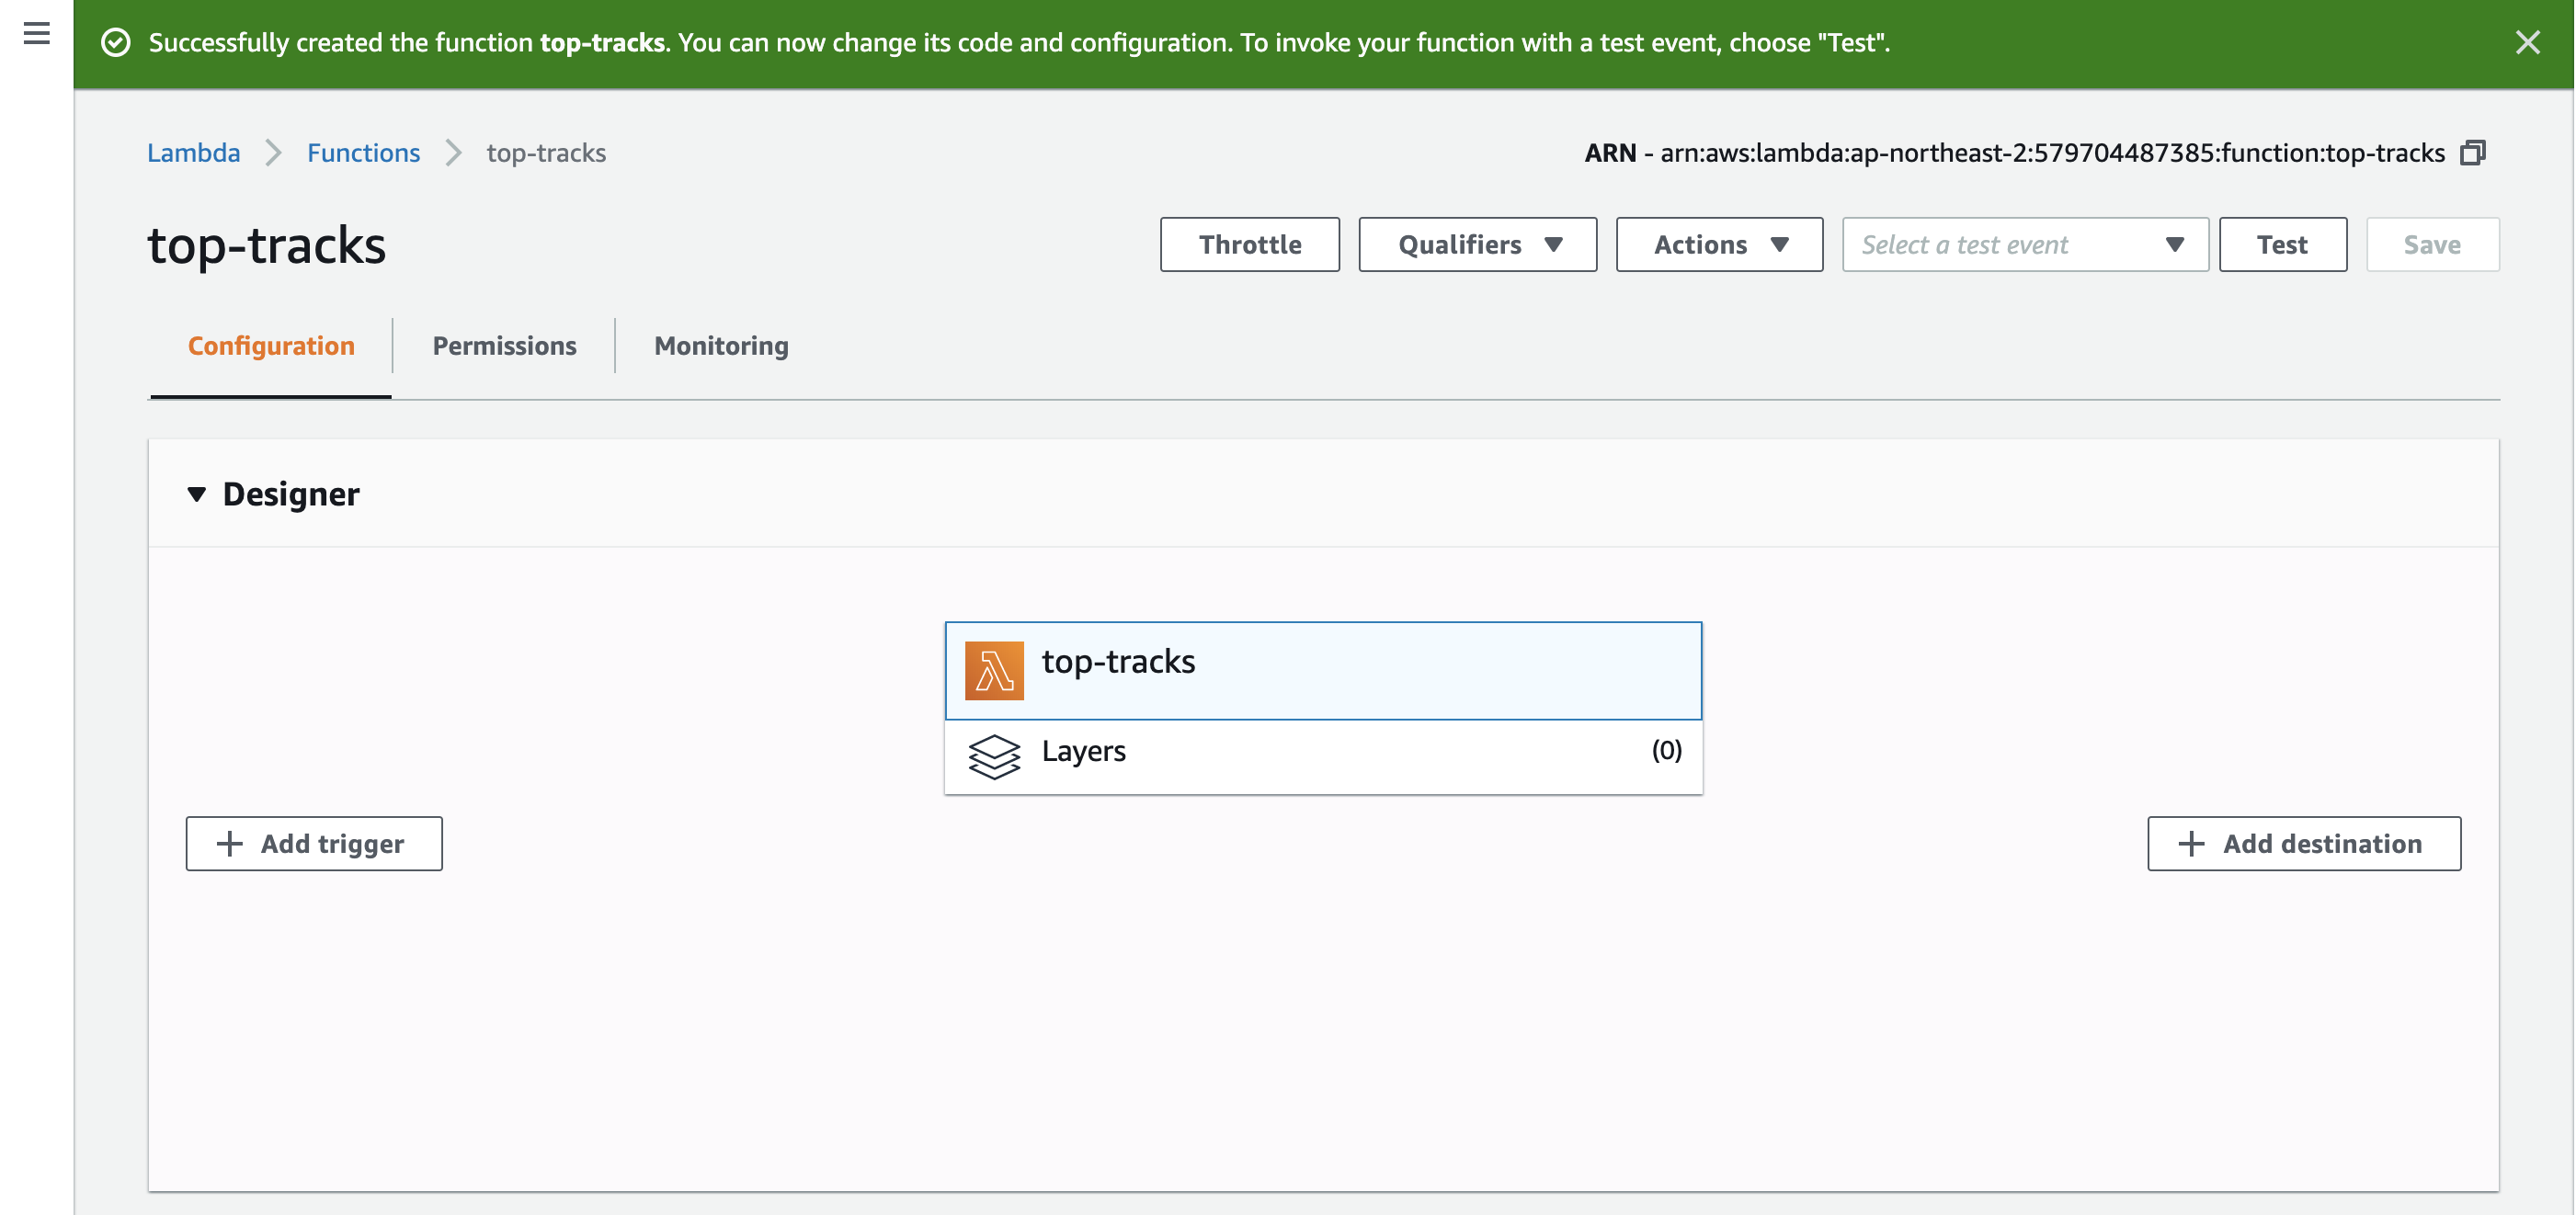 Successfully created the function top-tracks. You can now change its code and configuration. To invoke your function with a test event, choose "Test".
Lambda Functions top-tracks
ARN - arn:aws:lambda:ap-northeast-2:579704487385:function:top-tracks
top-tracks
Throttle Qualifiers Actions Select a test event Test Save
Configuration Permissions Monitoring
Designer
top-tracks
Layers (0)
Add trigger
Add destination